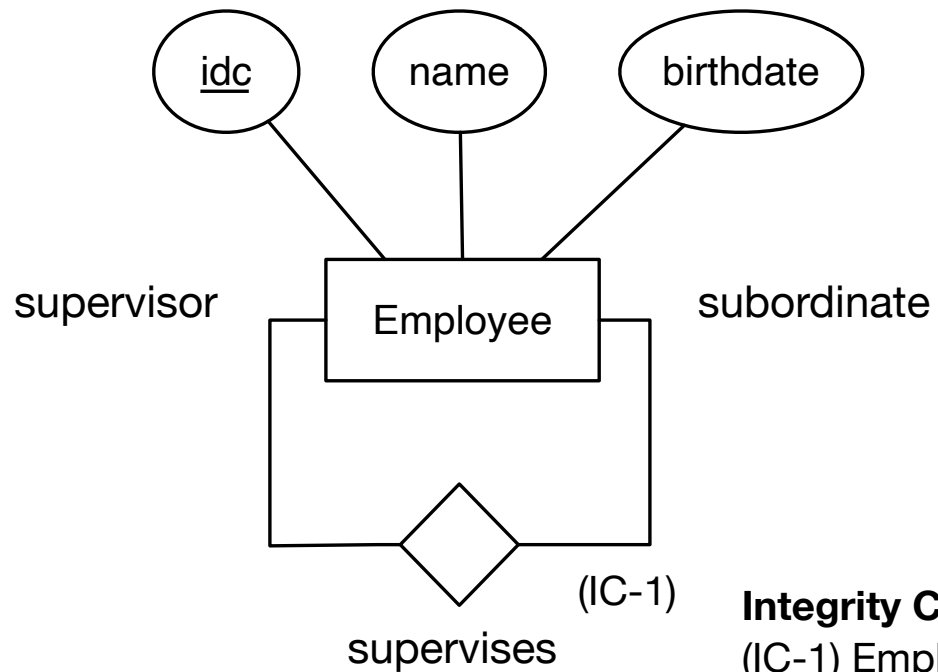 idc
name
birthdate
supervisor
Employee
subordinate
(IC-1)
supervises
Integrity C
(IC-1) Empl